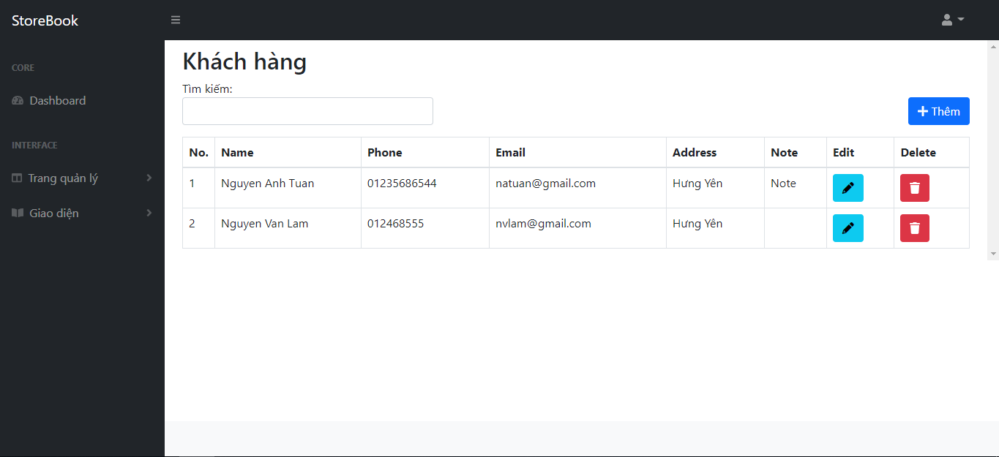 StoreBook
CORE
Dashboard
INTERFACE
Trang quản lý
Giao diện
Khách hàng
Tìm kiếm:
Thêm
No. Name Phone Email Address Note Edit Delete
1 Nguyen Anh Tuan 01235686544 natuan@gmail.com Hưng Yên Note
2 Nguyen Van Lam 012468555 nvlam@gmail.com Hưng Yên